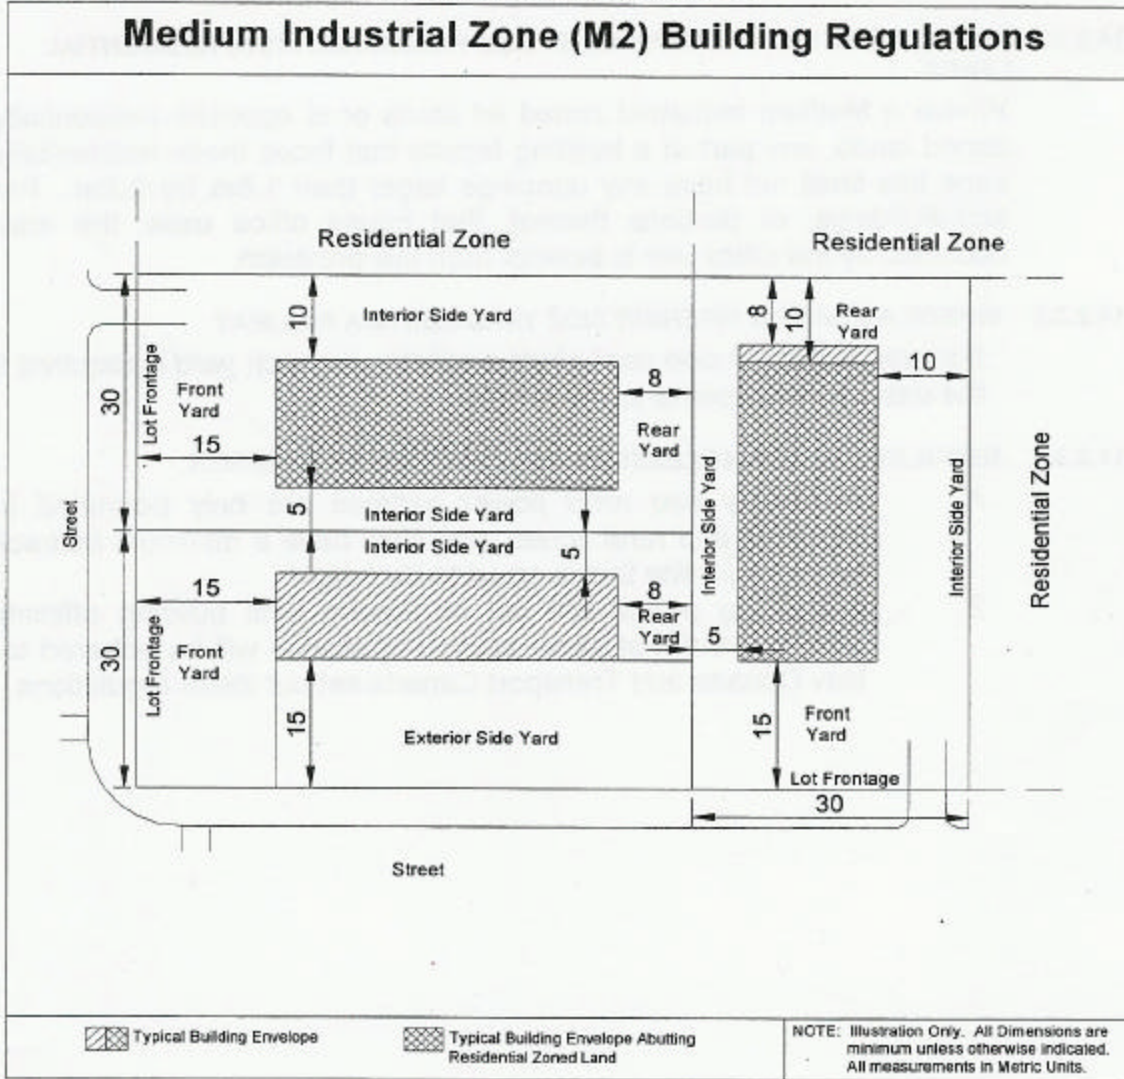 Medium Industrial Zone (M2) Building Regulations
Residential Zone
Residential Zone
10
Interior Side Yard
8
10
Rear
Yard
30
Lot Frontage
Front
Yard
15
8
Rear
Yard
10
Interior Side Yard
Interior Side Yard
Residential Zone
Street
5
Interior Side Yard
Interior Side Yard
5
15
8
Rear
Yard
5
30
Lot Frontage
Front
Yard
15
Exterior Side Yard
15
Front
Yard
Lot Frontage
30
Street
Typical Building Envelope
Typical Building Envelope Abutting
Residential Zoned Land
NOTE: Illustration Only. All Dimensions are
minimum unless otherwise indicated.
All measurements in Metric Units.